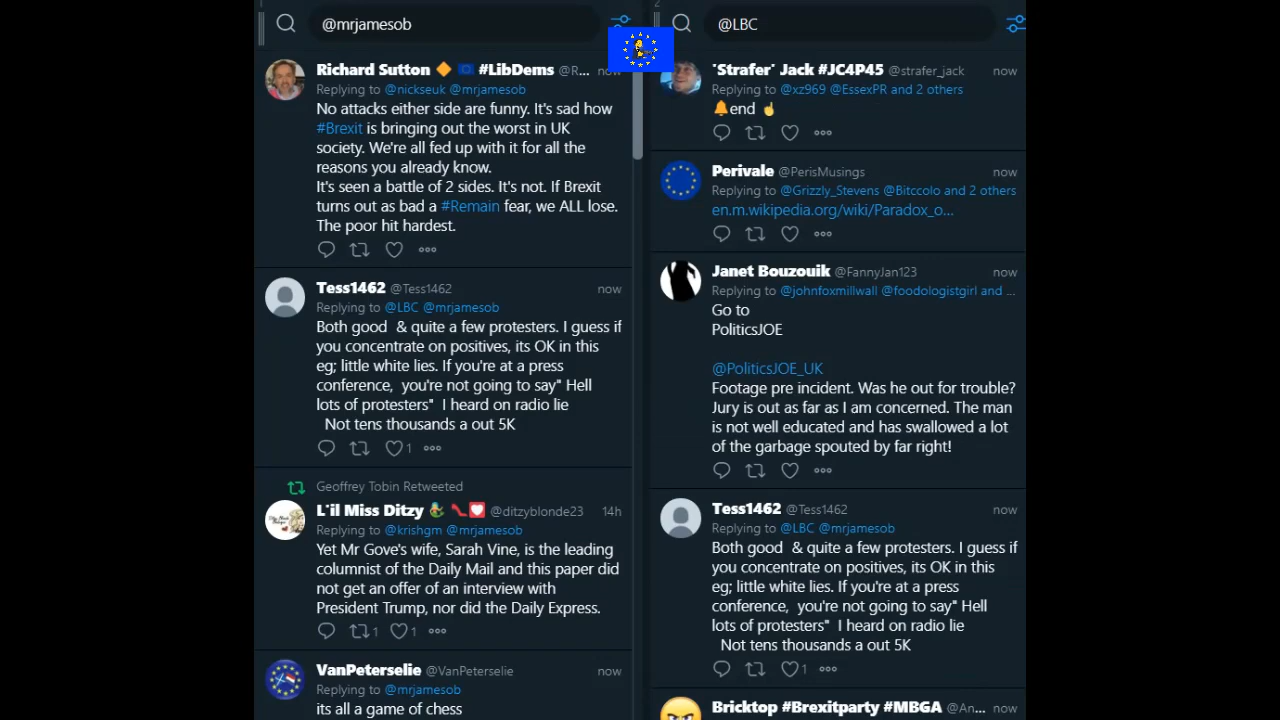 1
@mrjamesob
Richard Sutton 🔶 🇪🇺 #LibDems @R... now
Replying to @nickseuk @mrjamesob
No attacks either side are funny. It's sad how
#Brexit is bringing out the worst in UK
society. We're all fed up with it for all the
reasons you already know.
It's seen a battle of 2 sides. It's not. If Brexit
turns out as bad a #Remain fear, we ALL lose.
The poor hit hardest.
Tess1462 @Tess1462 now
Replying to @LBC @mrjamesob
Both good & quite a few protesters. I guess if
you concentrate on positives, its OK in this
eg; little white lies. If you're at a press
conference, you're not going to say" Hell
lots of protesters" I heard on radio lie
Not tens thousands a out 5K
1
Geoffrey Tobin Retweeted
L'il Miss Ditzy @ditzyblonde23 14h
Replying to @krishgm @mrjamesob
Yet Mr Gove's wife, Sarah Vine, is the leading
columnist of the Daily Mail and this paper did
not get an offer of an interview with
President Trump, nor did the Daily Express.
1 1
VanPeterselie @VanPeterselie now
Replying to @mrjamesob
its all a game of chess
2
@LBC
'Strafer' Jack #JC4P45 @strafer_jack now
Replying to @xz969 @EssexPR and 2 others
🔔end ☝
Perivale @PerisMusings now
Replying to @Grizzly_Stevens @Bitccolo and 2 others
en.m.wikipedia.org/wiki/Paradox_o...
Janet Bouzouik @FannyJan123 now
Replying to @johnfoxmillwall @foodologistgirl and ...
Go to
PoliticsJOE
@PoliticsJOE_UK
Footage pre incident. Was he out for trouble?
Jury is out as far as I am concerned. The man
is not well educated and has swallowed a lot
of the garbage spouted by far right!
Tess1462 @Tess1462 now
Replying to @LBC @mrjamesob
Both good & quite a few protesters. I guess if
you concentrate on positives, its OK in this
eg; little white lies. If you're at a press
conference, you're not going to say" Hell
lots of protesters" I heard on radio lie
Not tens thousands a out 5K
1
Bricktop #Brexitparty #MBGA @An... now